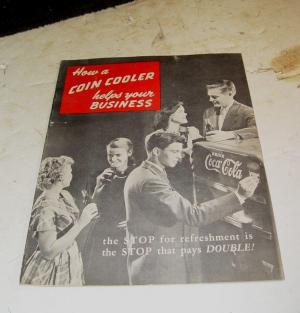 How a
COIN COOLER
helps your
BUSINESS
DRINK
Coca-Cola
the STOP for refreshment is
the STOP that pays DOUBLE!